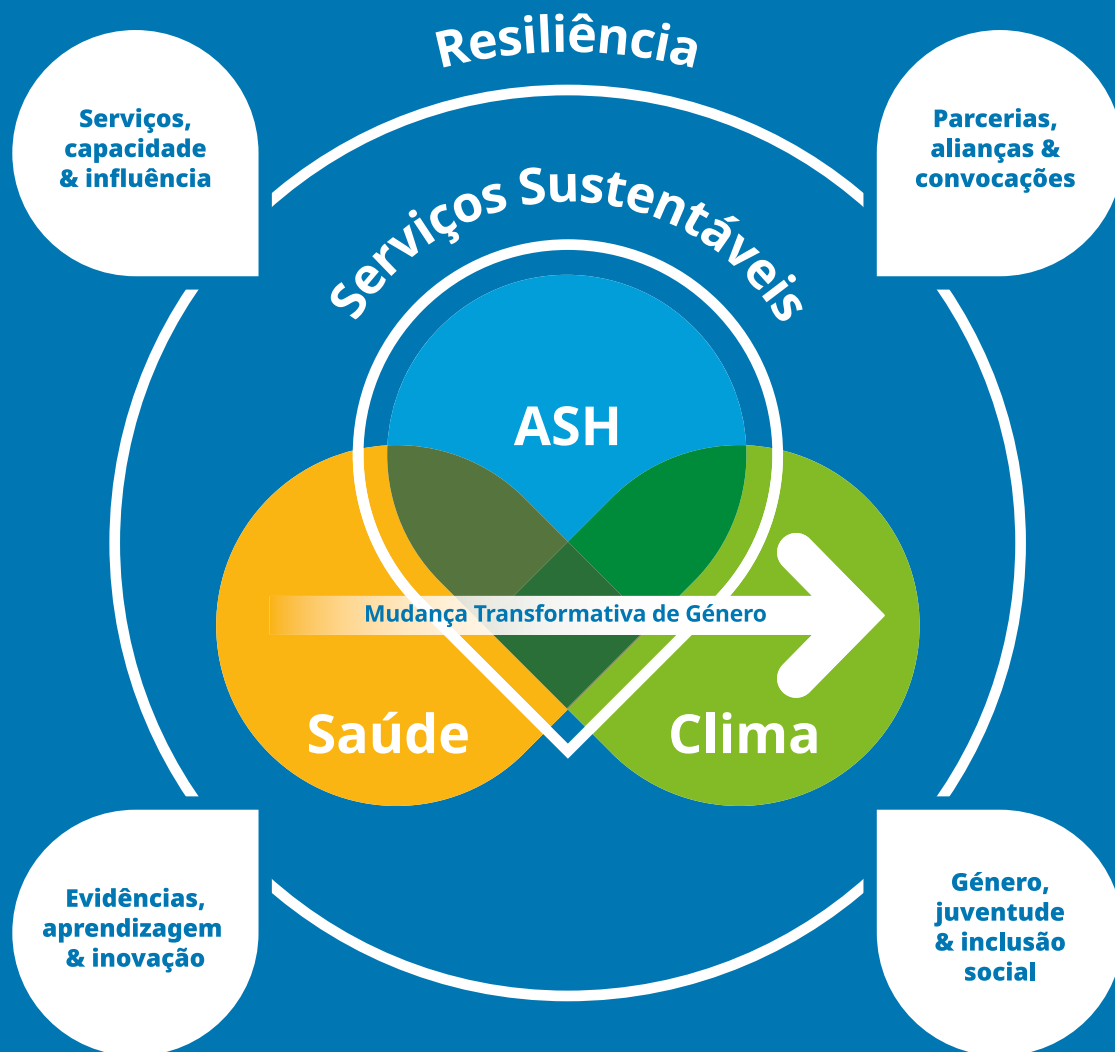 Resiliência
Serviços,
capacidade
& influência
Parcerias,
alianças &
convocações
Serviços Sustentáveis
ASH
Mudança Transformativa de Género
Saúde
Clima
Evidências,
aprendizagem
& inovação
Género,
juventude
& inclusão
social